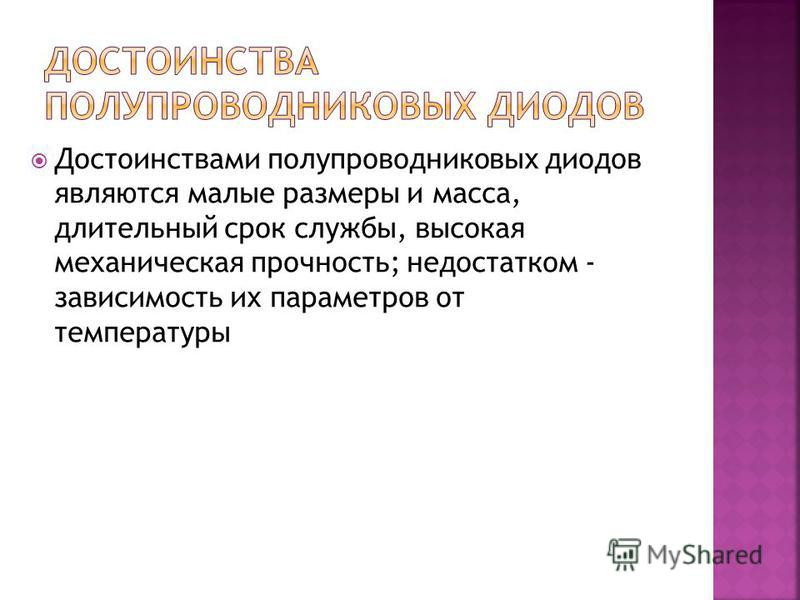 ДОСТОИНСТВА
ПОЛУПРОВОДНИКОВЫХ ДИОДОВ
Достоинствами полупроводниковых диодов
являются малые размеры и масса,
длительный срок службы, высокая
механическая прочность; недостатком -
зависимость их параметров от
температуры
MyShared